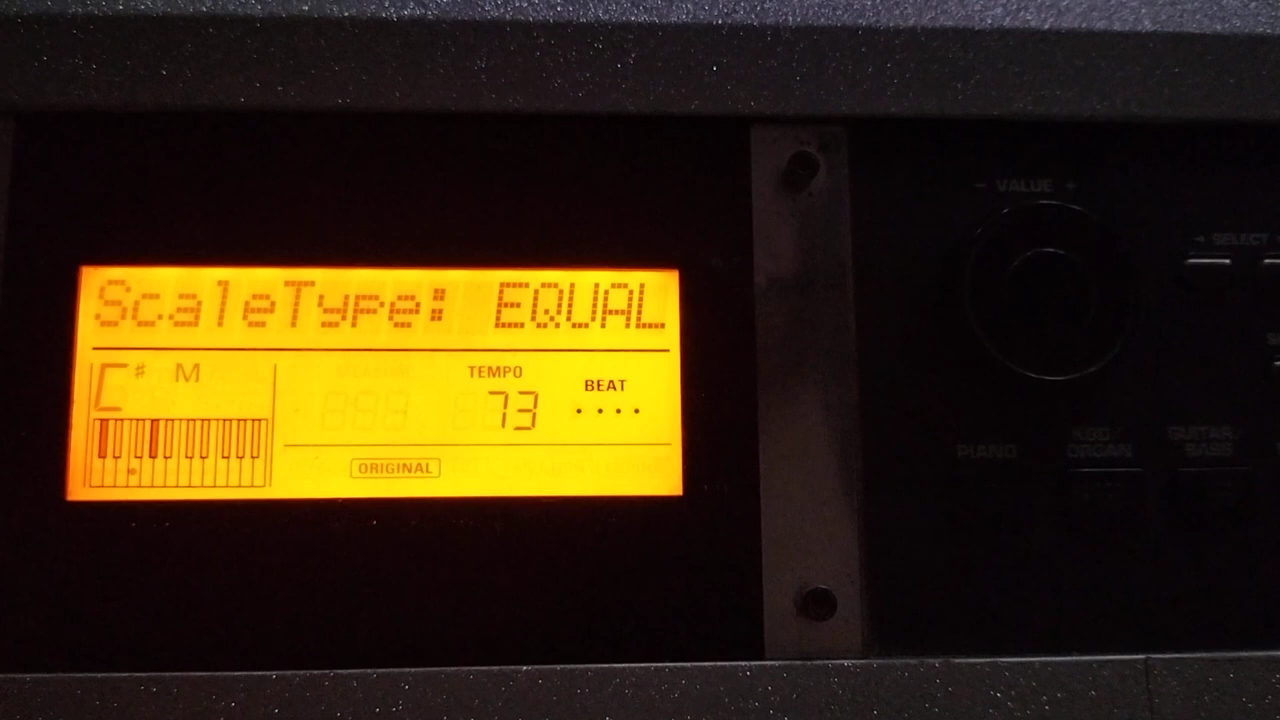 ScaleType: EQUAL
C# M
TEMPO
73
BEAT
ORIGINAL
- VALUE +
◄ SELECT
PIANO
ORGAN
GUITAR/
BASS